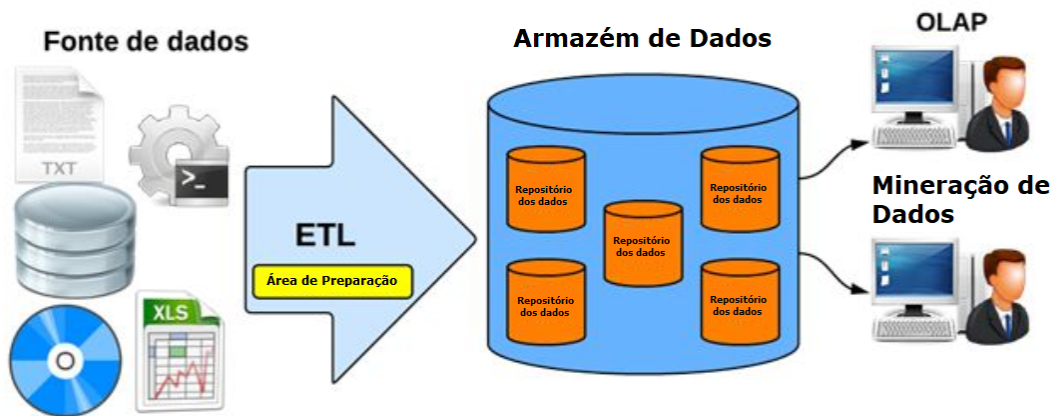 Fonte de dados
TXT
>_
XLS
ETL
Área de Preparação
Armazém de Dados
Repositório
dos dados
Repositório
dos dados
Repositório
dos dados
Repositório
dos dados
Repositório
dos dados
OLAP
Mineração de
Dados